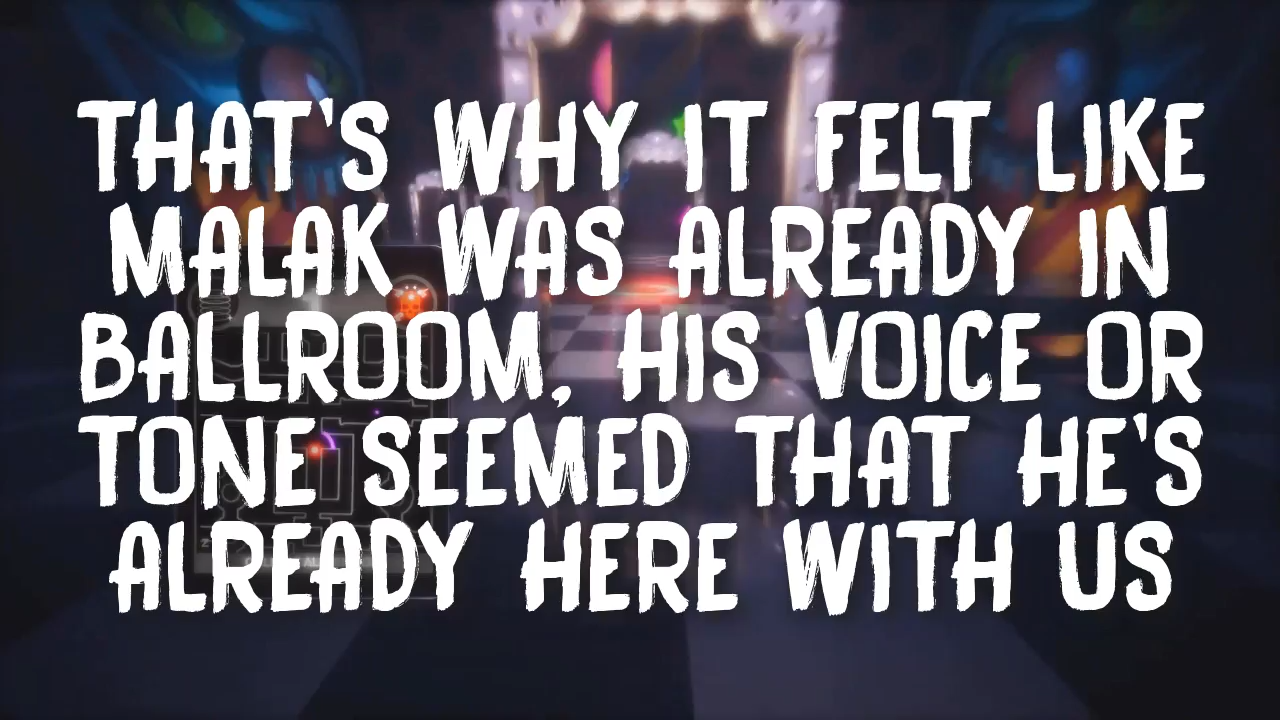 THAT'S WHY IT FELT LIKE
MALAK WAS ALREADY IN
BALLROOM, HIS VOICE OR
TONE SEEMED THAT HE'S
ALREADY HERE WITH US